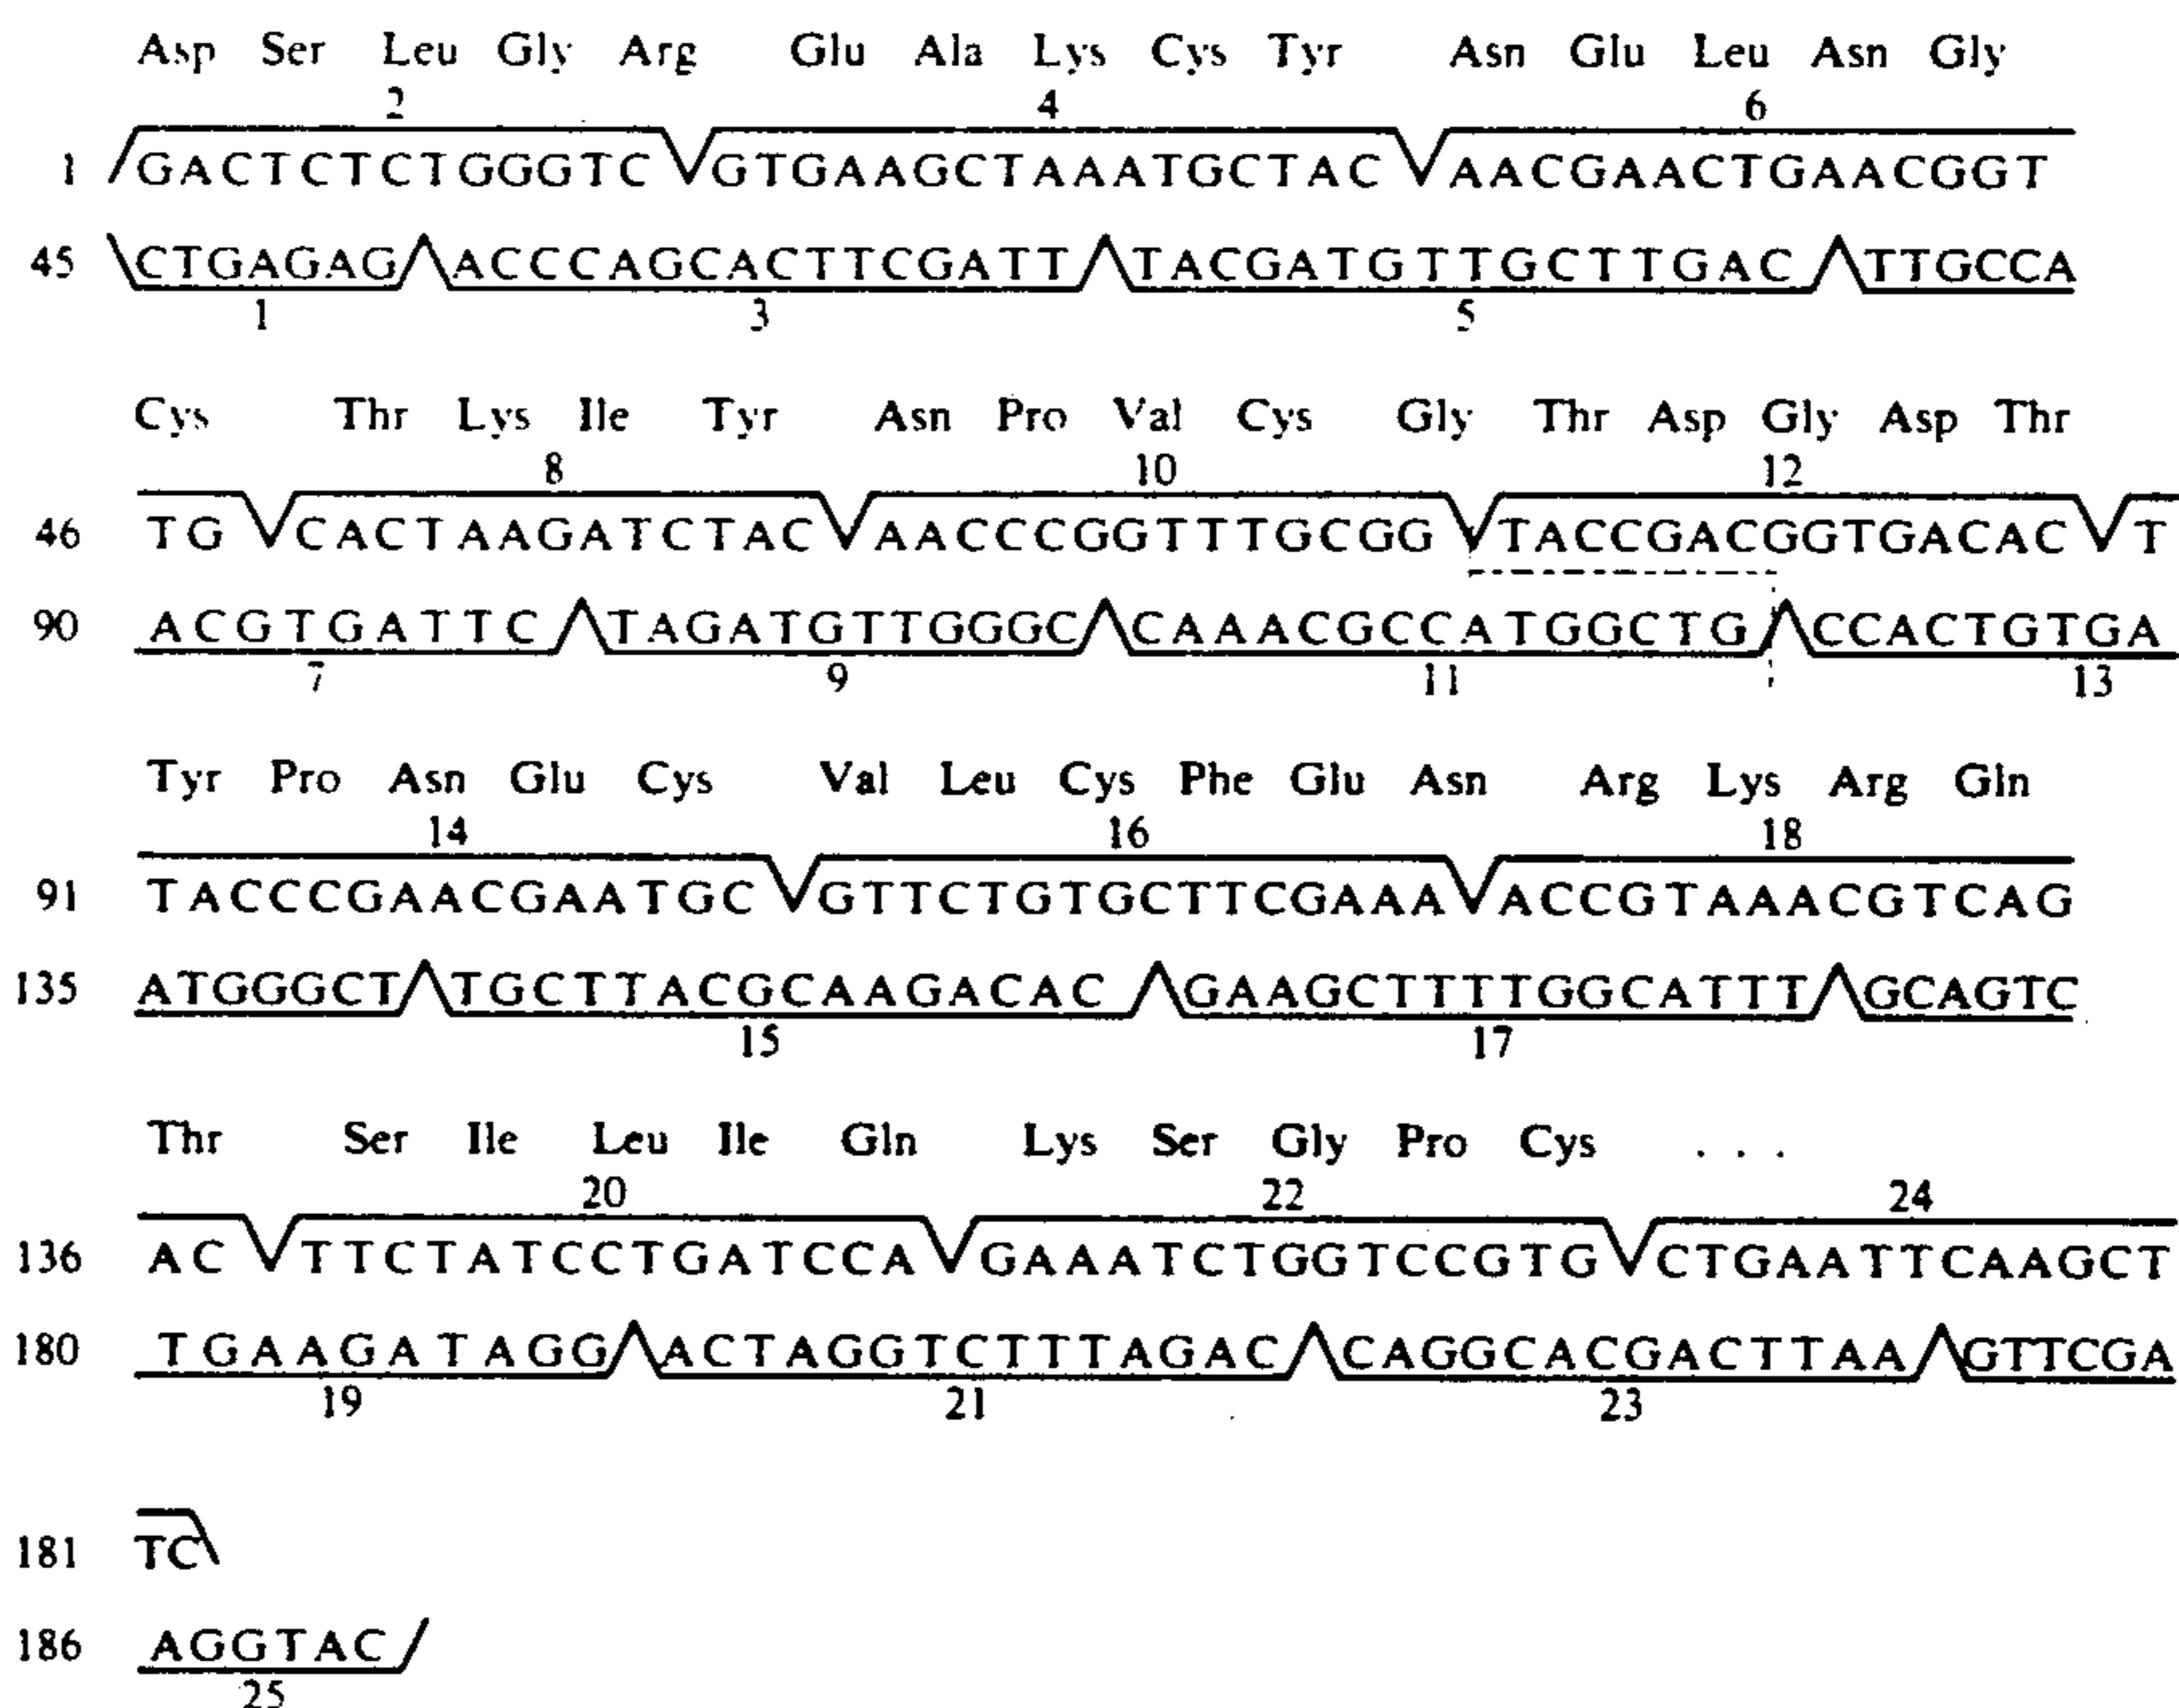 Asp Ser Leu Gly Arg Glu Ala Lys Cys Tyr Asn Glu Leu Asn Gly
2 4 6
1 GACTCTCTGGGTC GTGAAGCTAAATGCTAC AACGAACTGAACGGT
45 CTGAGAG ACCCAGCACTTCGATT TACGATGTTGCTTGAC TTGCCA
1 3 5
Cys Thr Lys Ile Tyr Asn Pro Val Cys Gly Thr Asp Gly Asp Thr
8 10 12
46 TG CACTAAGATCTAC AACCCGGTTTGCGG TACCGACGGTGACAC T
90 ACGTGATTC TAGATGTTGGGC CAAACGCCATGGCTG CCACTGTGA
7 9 11 13
Tyr Pro Asn Glu Cys Val Leu Cys Phe Glu Asn Arg Lys Arg Gln
14 16 18
91 TACCCGAACGAATGC GTTCTGTGCTTCGAAA ACCGTAAACGTCAG
135 ATGGGCT TGCTTACGCAAGACAC GAAGCTTTTGGCATTT GCAGTC
15 17
Thr Ser Ile Leu Ile Gln Lys Ser Gly Pro Cys . . .
20 22 24
136 AC TTCTATCCTGATCCA GAAATCTGGTCCGTG CTGAATTCAAGCT
180 TGAAGATAGG ACTAGGTCTTTAGAC CAGGCACGACTTAA GTTCGA
19 21 23
181 TC
186 AGGTAC
25